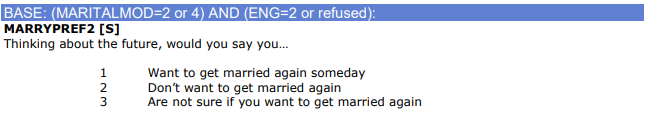 BASE: (MARITALMOD=2 or 4) AND (ENG=2 or refused):
MARRYPREF2 [S]
Thinking about the future, would you say you…
1 Want to get married again someday
2 Don’t want to get married again
3 Are not sure if you want to get married again